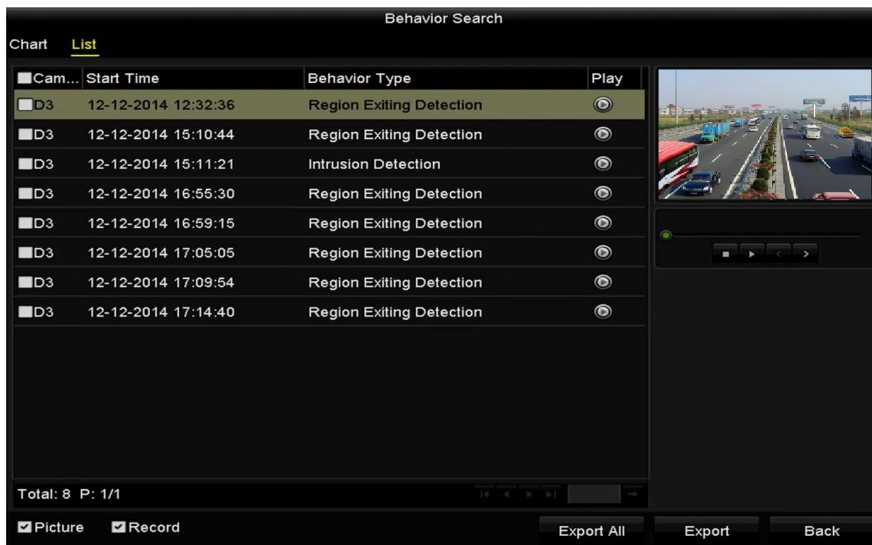 Behavior Search
Chart List
Cam... Start Time Behavior Type Play
D3 12-12-2014 12:32:36 Region Exiting Detection
D3 12-12-2014 15:10:44 Region Exiting Detection
D3 12-12-2014 15:11:21 Intrusion Detection
D3 12-12-2014 16:55:30 Region Exiting Detection
D3 12-12-2014 16:59:15 Region Exiting Detection
D3 12-12-2014 17:05:05 Region Exiting Detection
D3 12-12-2014 17:09:54 Region Exiting Detection
D3 12-12-2014 17:14:40 Region Exiting Detection
Total: 8 P: 1/1
Picture Record Export All Export Back